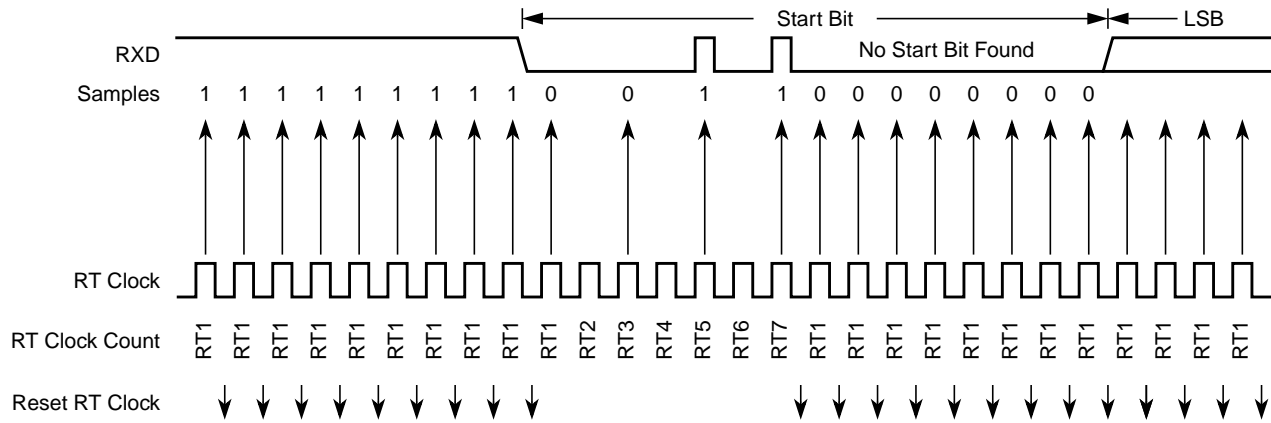 Start Bit LSB
RXD No Start Bit Found
Samples 1 1 1 1 1 1 1 1 1 0 0 1 1 0 0 0 0 0 0 0 0
RT Clock
RT Clock Count RT1 RT1 RT1 RT1 RT1 RT1 RT1 RT1 RT1 RT1 RT2 RT3 RT4 RT5 RT6 RT7 RT1 RT1 RT1 RT1 RT1 RT1 RT1 RT1 RT1 RT1 RT1 RT1
Reset RT Clock